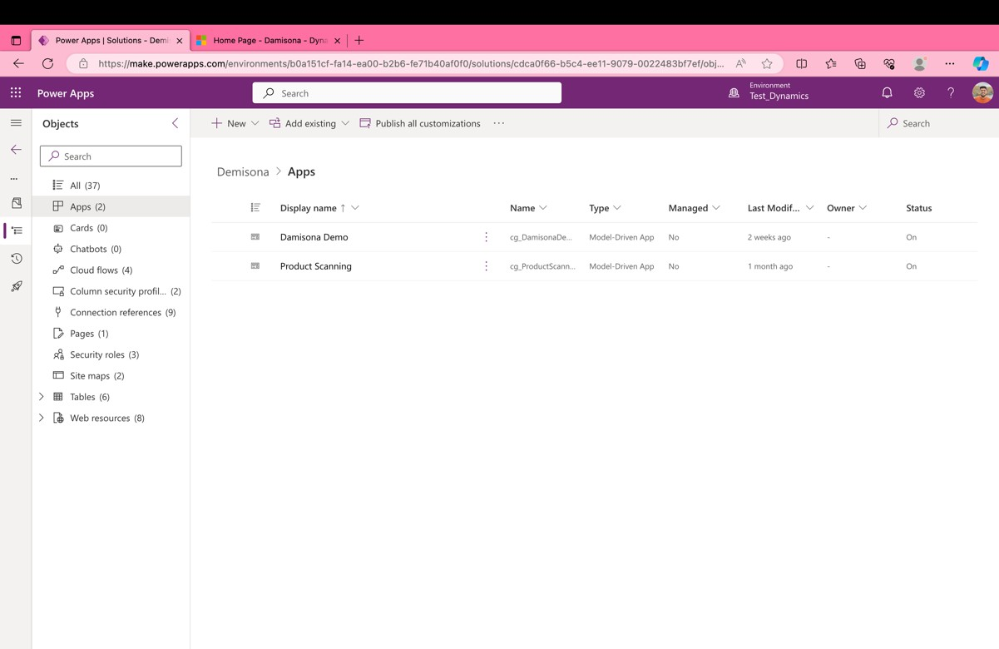 Power Apps | Solutions - Demi
Home Page - Damisona - Dyna
https://make.powerapps.com/environments/b0a151cf-fa14-ea00-b2b6-fe71b40af0f0/solutions/cdca0f66-b5c4-ee11-9079-0022483bf7ef/obj...
Power Apps
Search
Environment
Test_Dynamics
Objects
New
Add existing
Publish all customizations
Search
Search
All (37)
Apps (2)
Cards (0)
Chatbots (0)
Cloud flows (4)
Column security profil... (2)
Connection references (9)
Pages (1)
Security roles (3)
Site maps (2)
Tables (6)
Web resources (8)
Demisona > Apps
Display name ↑ Name Type Managed Last Modif... Owner Status
Damisona Demo cg_DamisonaDe... Model-Driven App No 2 weeks ago - On
Product Scanning cg_ProductScann... Model-Driven App No 1 month ago - On